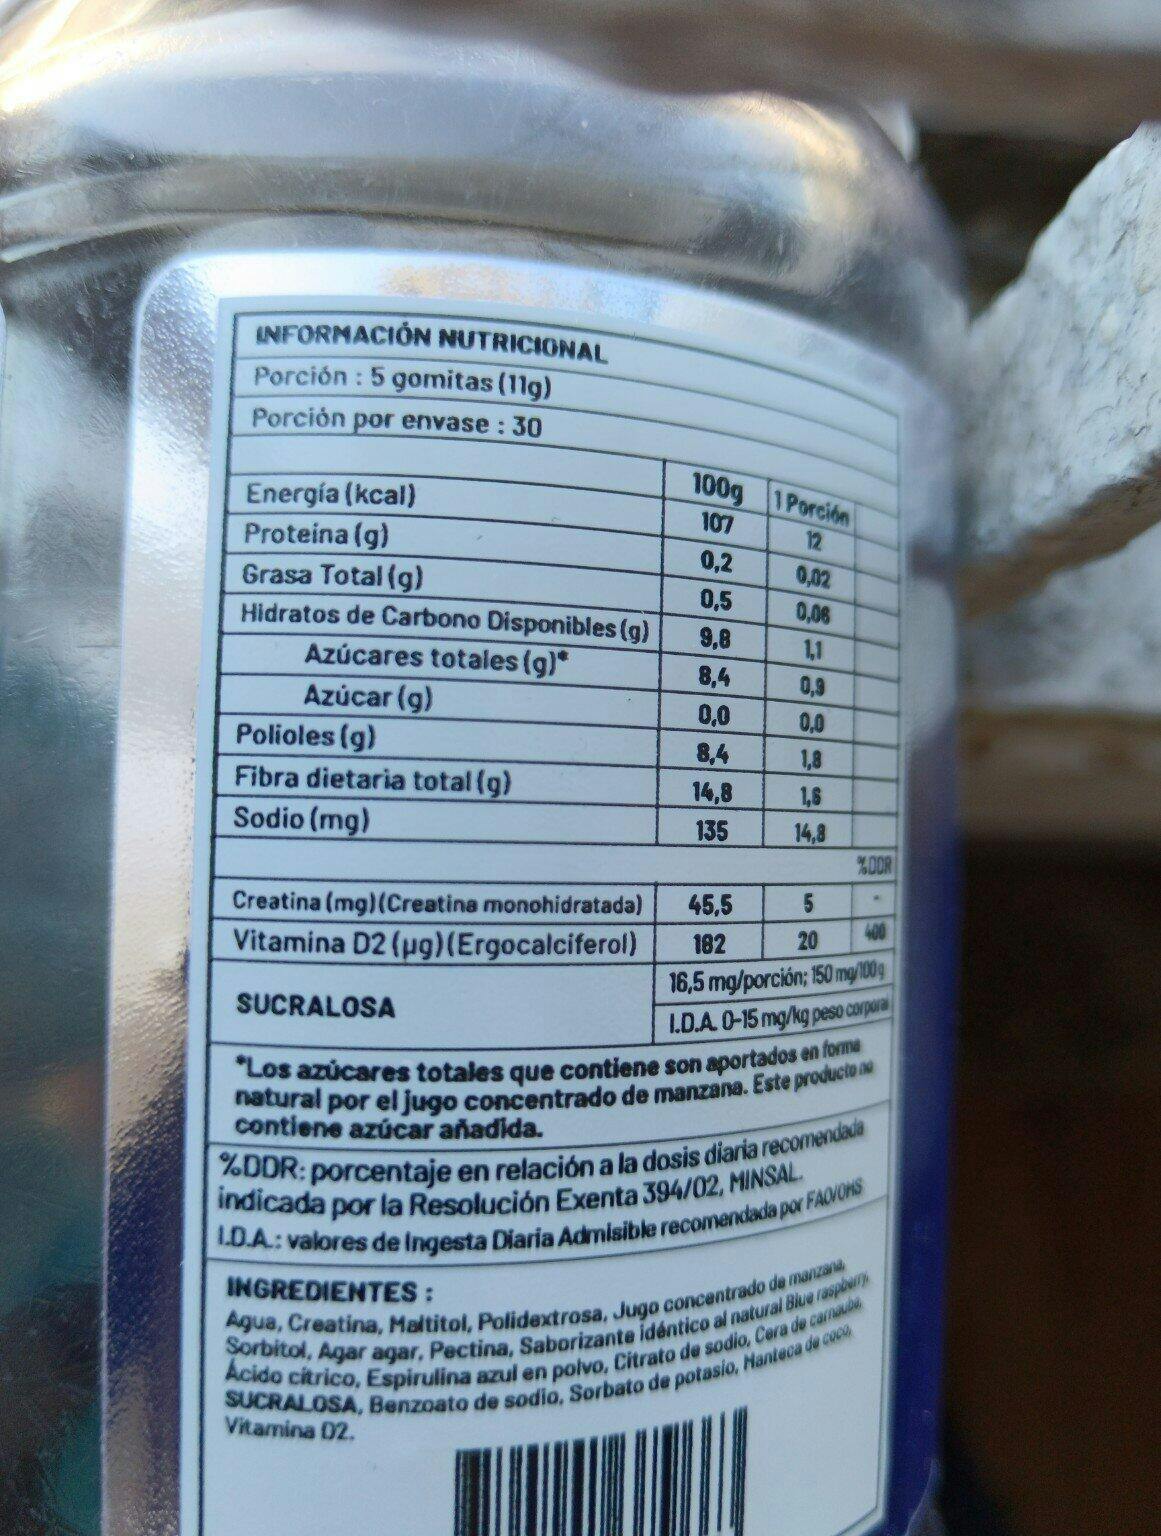 INFORMACIÓN NUTRICIONAL
Porción : 5 gomitas (11g)
Porción por envase : 30
100g 1 Porción
Energía (kcal) 107 12
Proteína (g) 0,2 0,02
Grasa Total (g) 0,5 0,06
Hidratos de Carbono Disponibles (g) 9,8 1,1
Azúcares totales (g)* 8,4 0,9
Azúcar (g) 0,0 0,0
Polioles (g) 8,4 1,8
Fibra dietaria total (g) 14,8 1,6
Sodio (mg) 135 14,8
%DDR
Creatina (mg) (Creatina monohidratada) 45,5 5 -
Vitamina D2 (µg) (Ergocalciferol) 182 20 400
SUCRALOSA
16,5 mg/porción; 150 mg/100g
I.D.A. 0-15 mg/kg peso corporal
*Los azúcares totales que contiene son aportados en forma
natural por el jugo concentrado de manzana. Este producto no
contiene azúcar añadida.
%DDR: porcentaje en relación a la dosis diaria recomendada
indicada por la Resolución Exenta 394/02, MINSAL.
I.D.A.: valores de Ingesta Diaria Admisible recomendada por FAO/OMS
INGREDIENTES :
Agua, Creatina, Maltitol, Polidextrosa, Jugo concentrado de manzana,
Sorbitol, Agar agar, Pectina, Saborizante idéntico al natural Blue raspberry,
Ácido cítrico, Espirulina azul en polvo, Citrato de sodio, Cera de carnauba,
SUCRALOSA, Benzoato de sodio, Sorbato de potasio, Manteca de coco,
Vitamina D2.